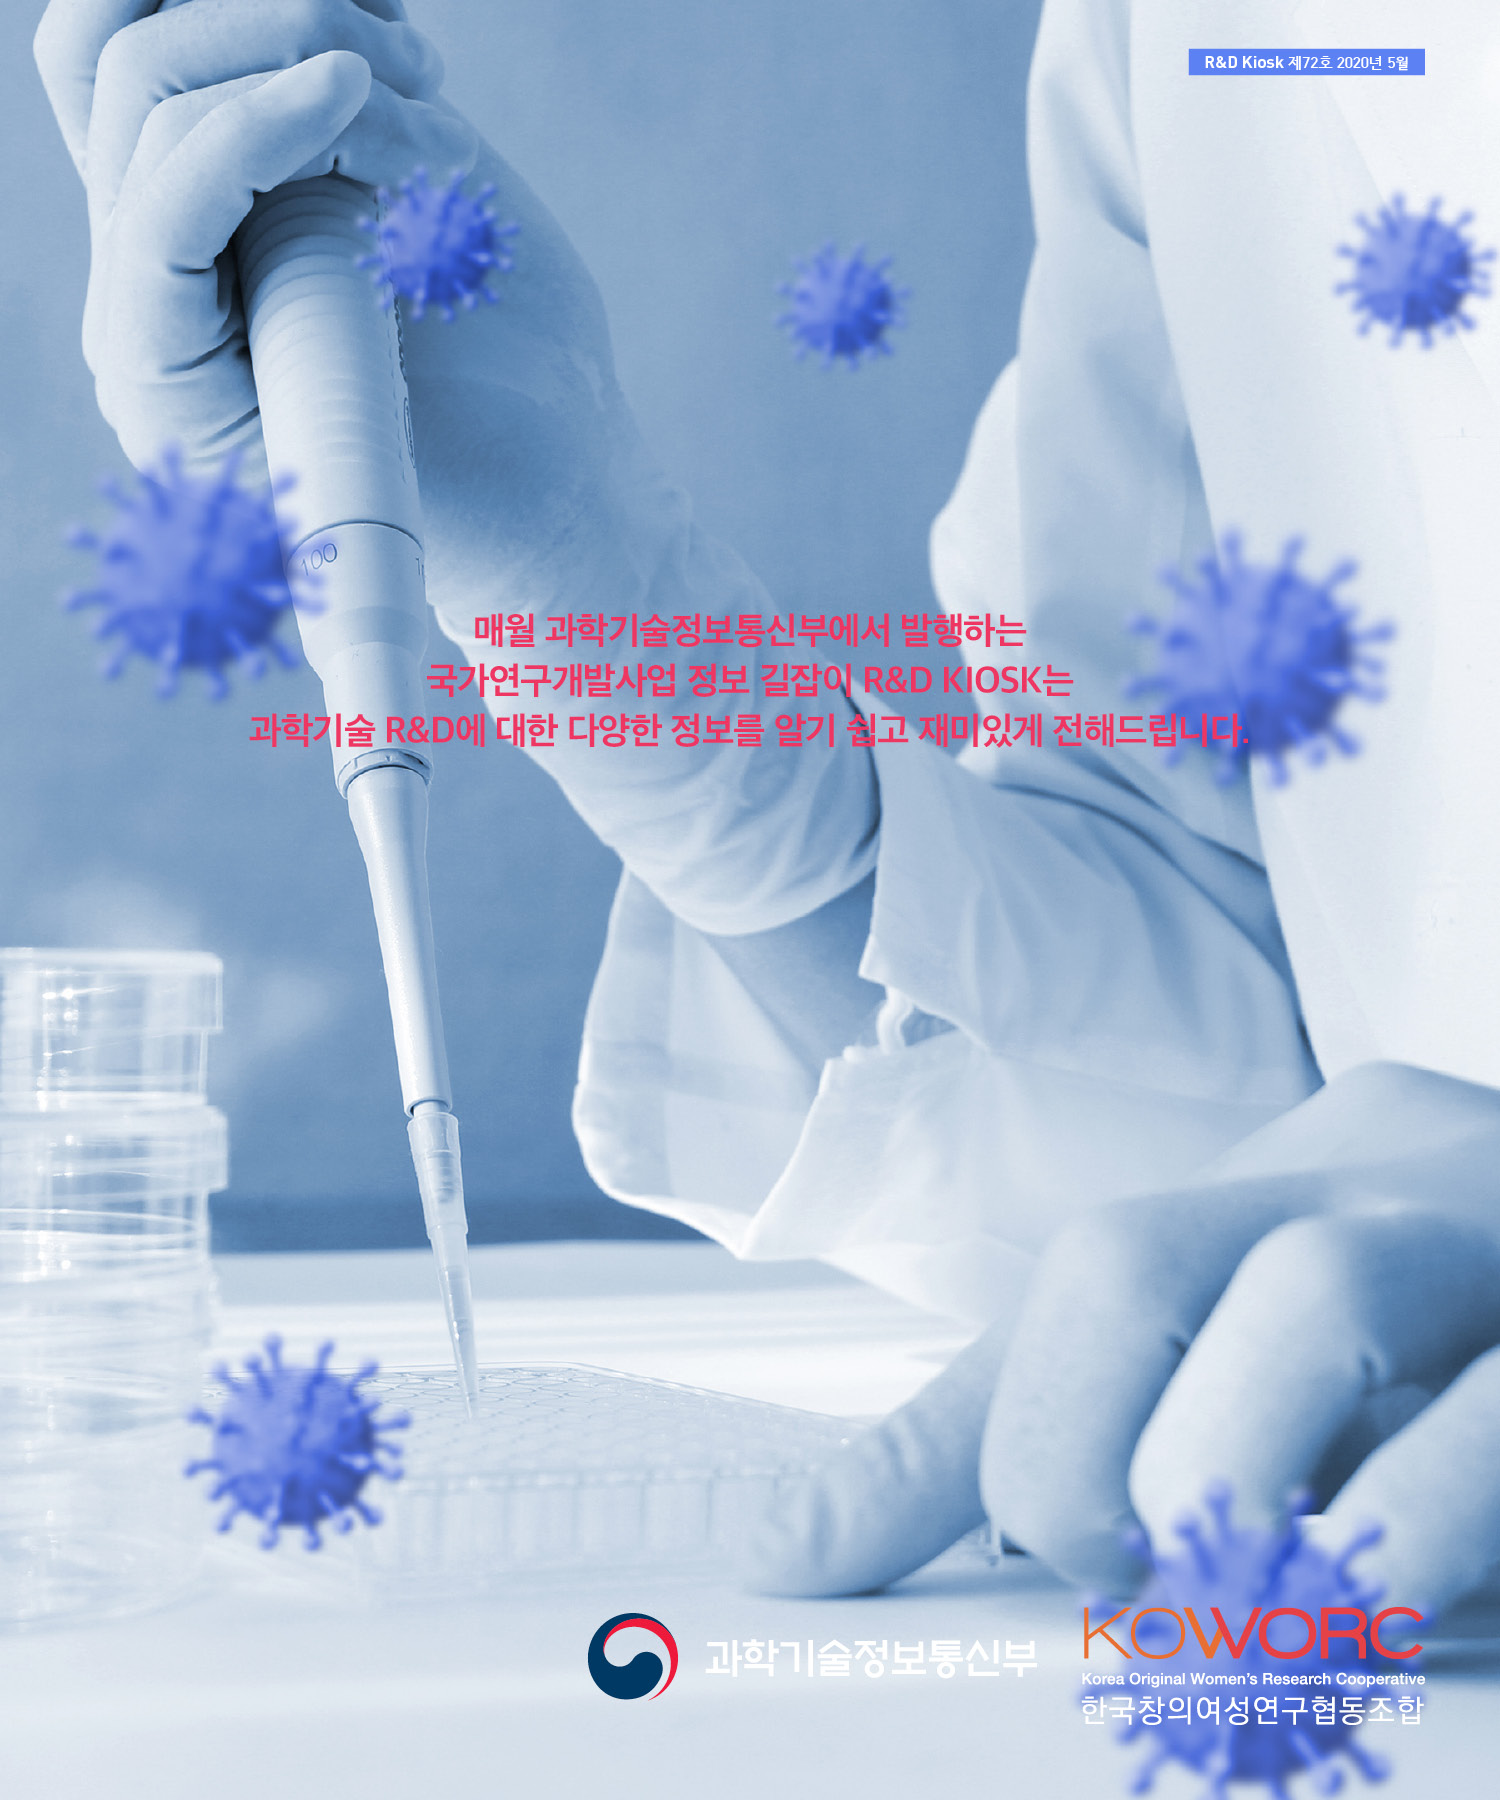 R&D Kiosk 제72호 2020년 5월
100
매월 과학기술정보통신부에서 발행하는
국가연구개발사업 정보 길잡이 R&D KIOSK는
과학기술 R&D에 대한 다양한 정보를 알기 쉽고 재미있게 전해드립니다.
과학기술정보통신부
KOWORC
Korea Original Women's Research Cooperative
한국창의여성연구협동조합